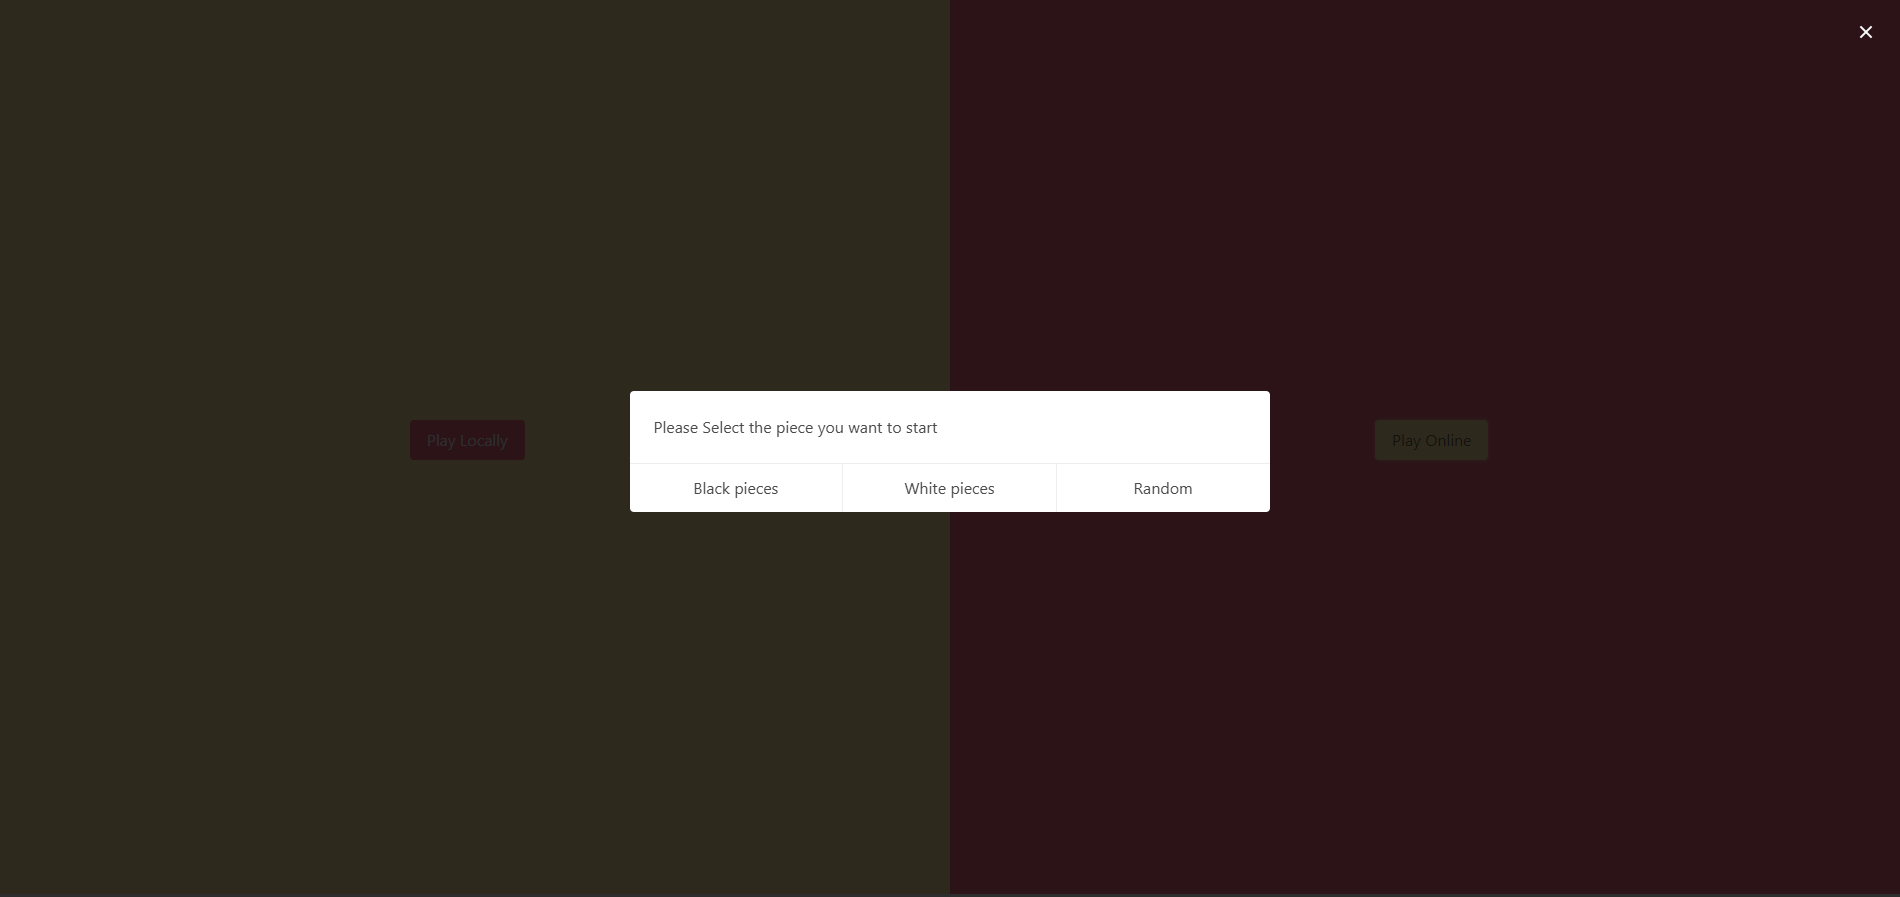 Play Locally
Please Select the piece you want to start
Black pieces
White pieces
Random
Play Online